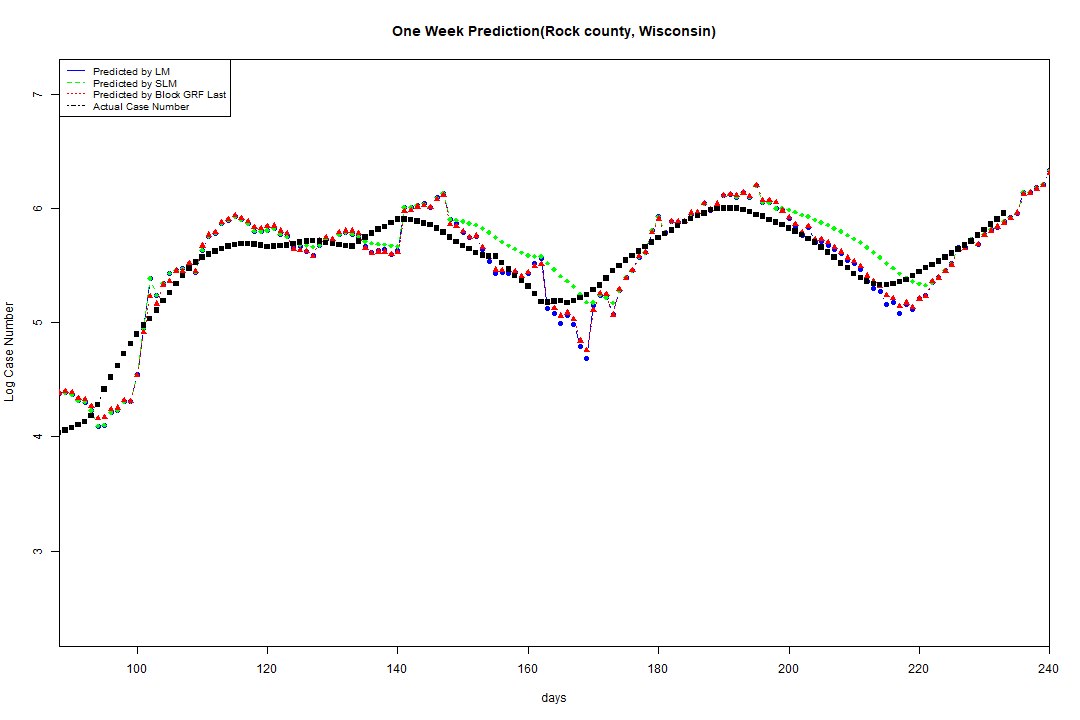 One Week Prediction(Rock county, Wisconsin)
Predicted by LM
Predicted by SLM
Predicted by Block GRF Last
Actual Case Number
7
6
5
4
3
Log Case Number
100 120 140 160 180 200 220 240
days